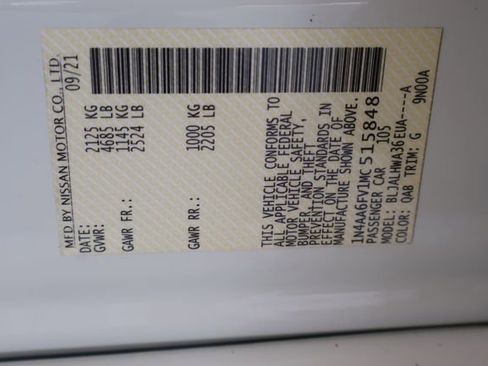 MFD BY NISSAN MOTOR CO., LTD
DATE: 09/21
GVWR: 2125 KG
4685 LB
GAWR FR.: 1145 KG
2524 LB
GAWR RR.: 1000 KG
2205 LB
THIS VEHICLE CONFORMS TO
ALL APPLICABLE FEDERAL
MOTOR VEHICLE SAFETY,
BUMPER, AND THEFT
PREVENTION STANDARDS IN
EFFECT ON THE DATE OF
MANUFACTURE SHOWN ABOVE.
1N4AA6FV1MC515848
PASSENGER CAR 105
MODEL: BLJALHWA36EUA----A
COLOR: QAB TRIM: G 9N00A